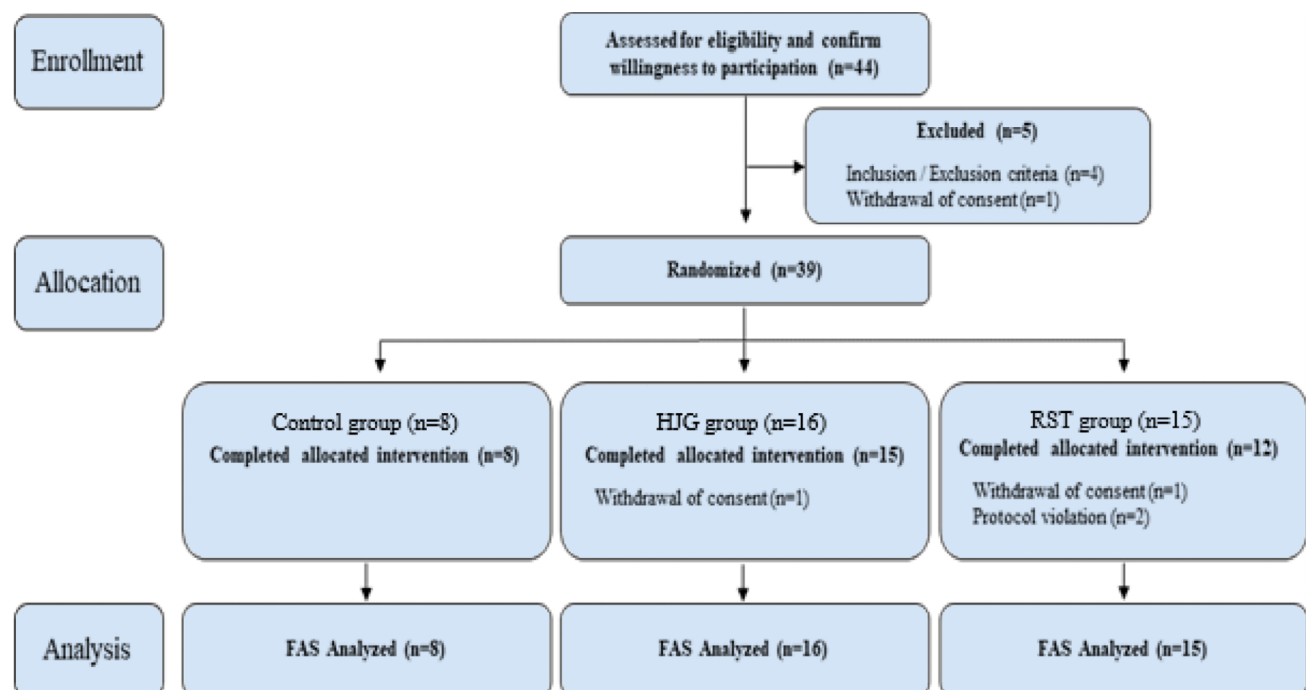 Enrollment
Assessed for eligibility and confirm
willingness to participation (n=44)
Excluded (n=5)
Inclusion / Exclusion criteria (n=4)
Withdrawal of consent (n=1)
Allocation
Randomized (n=39)
Control group (n=8)
Completed allocated intervention (n=8)
HJG group (n=16)
Completed allocated intervention (n=15)
Withdrawal of consent (n=1)
RST group (n=15)
Completed allocated intervention (n=12)
Withdrawal of consent (n=1)
Protocol violation (n=2)
Analysis
FAS Analyzed (n=8)
FAS Analyzed (n=16)
FAS Analyzed (n=15)